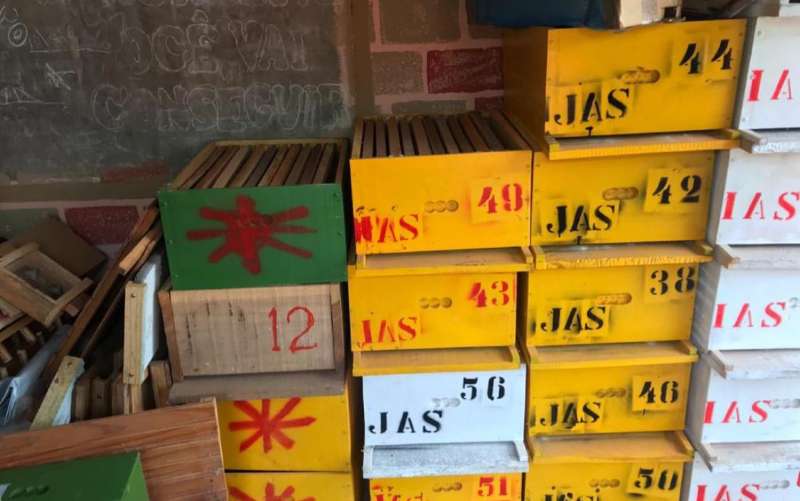 VOCÊ VAI
CONSEGUIR
44
JAS
49
JAS
42
JAS
12
43
JAS
38
JAS
56
JAS
46
JAS
51
50
JAS
JAS
JAS
JAS